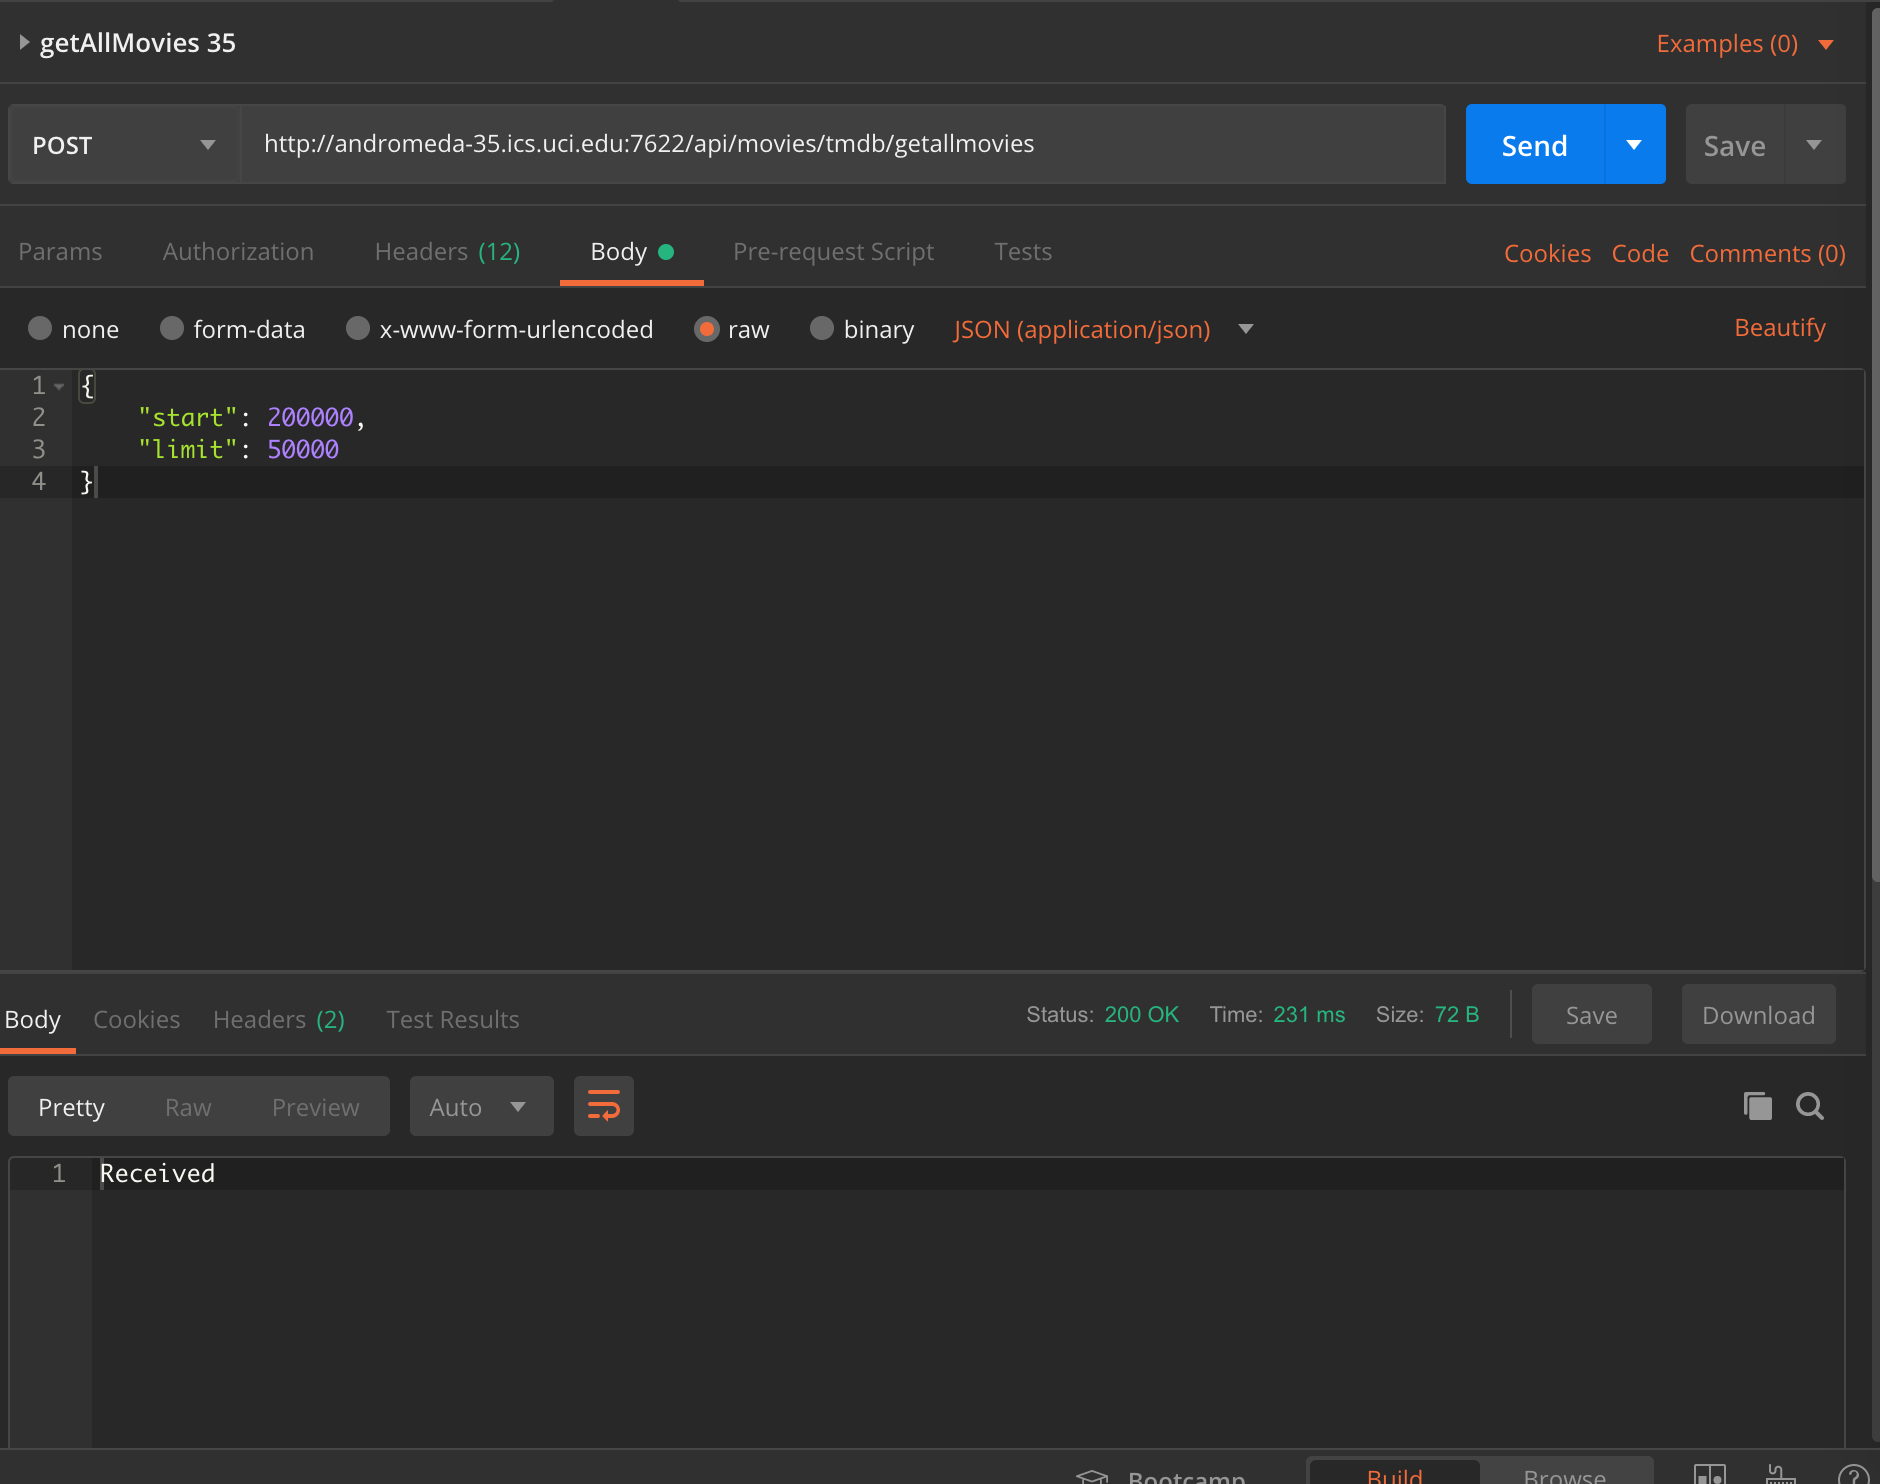 getAllMovies 35
Examples (0)
POST
http://andromeda-35.ics.uci.edu:7622/api/movies/tmdb/getallmovies
Send
Save
Params Authorization Headers (12) Body Pre-request Script Tests
Cookies Code Comments (0)
none form-data x-www-form-urlencoded raw binary JSON (application/json)
Beautify
1 {
2 "start": 200000,
3 "limit": 50000
4 }
Body Cookies Headers (2) Test Results
Status: 200 OK Time: 231 ms Size: 72 B
Save
Download
Pretty Raw Preview
Auto
1 Received
Bootcamp
Build
Browse